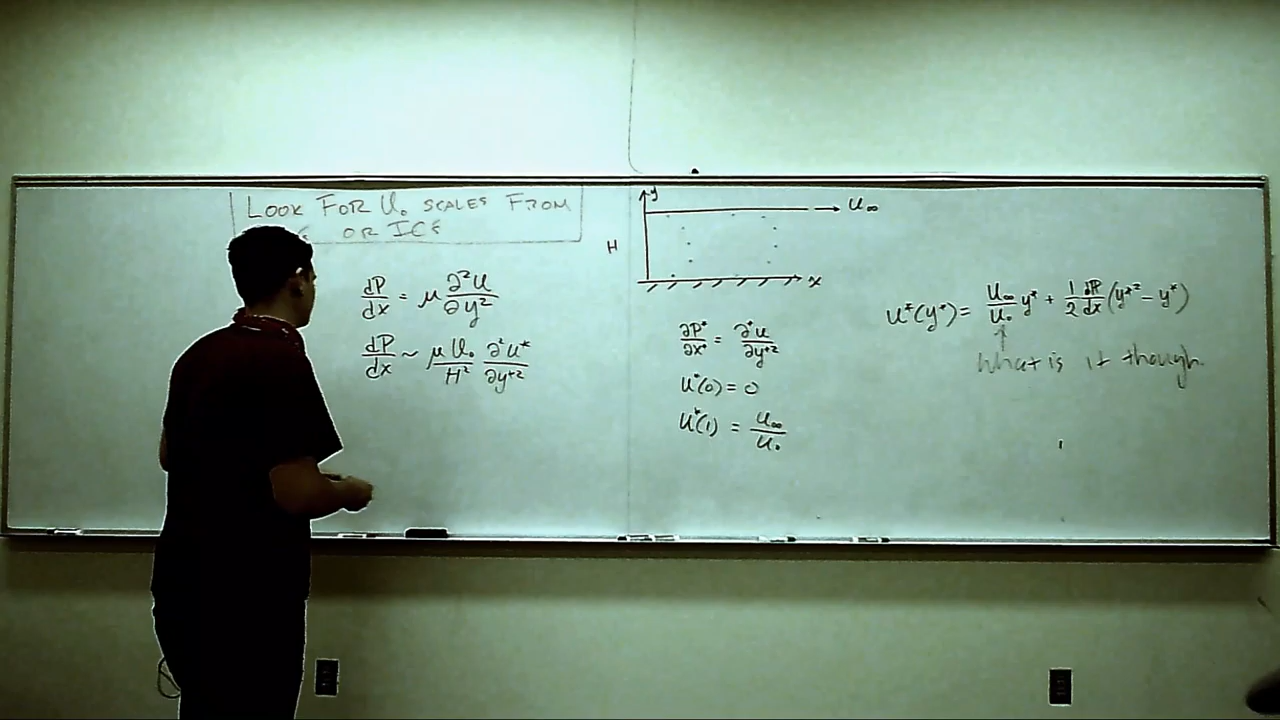 LOOK FOR U₀ SCALES FROM
OR ICE
dP/dx = μ ∂²u/∂y²
dP/dx ~ μU₀/H² ∂²u*/∂y*²
y
U∞
H
x
∂P*/∂x* = ∂²u/∂y*²
u*(0) = 0
u*(1) = U∞/U₀
u*(y*) = U∞/U₀ y* + 1/2 dP/dx (y*² - y*)
What is it though.